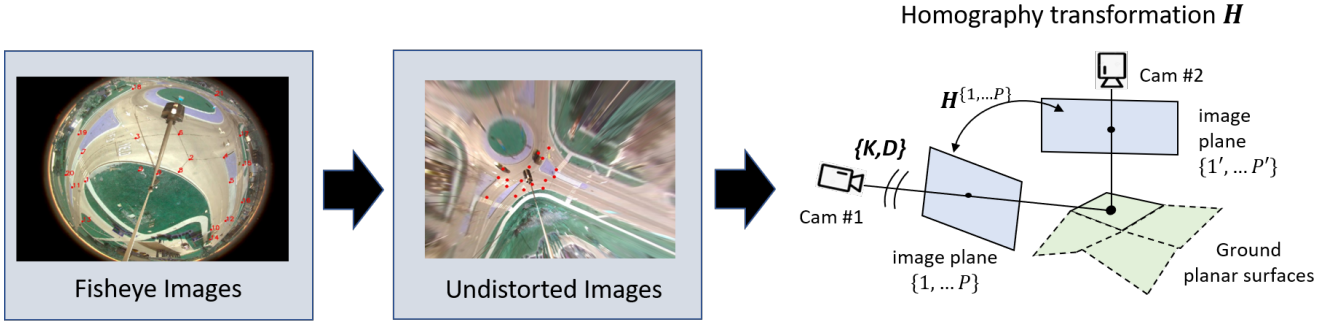 Homography transformation H
Cam #2
H{1,...P}
image
plane
{1′, ... P′}
{K,D}
Cam #1
image plane
{1, ... P}
Ground
planar surfaces
Fisheye Images
Undistorted Images